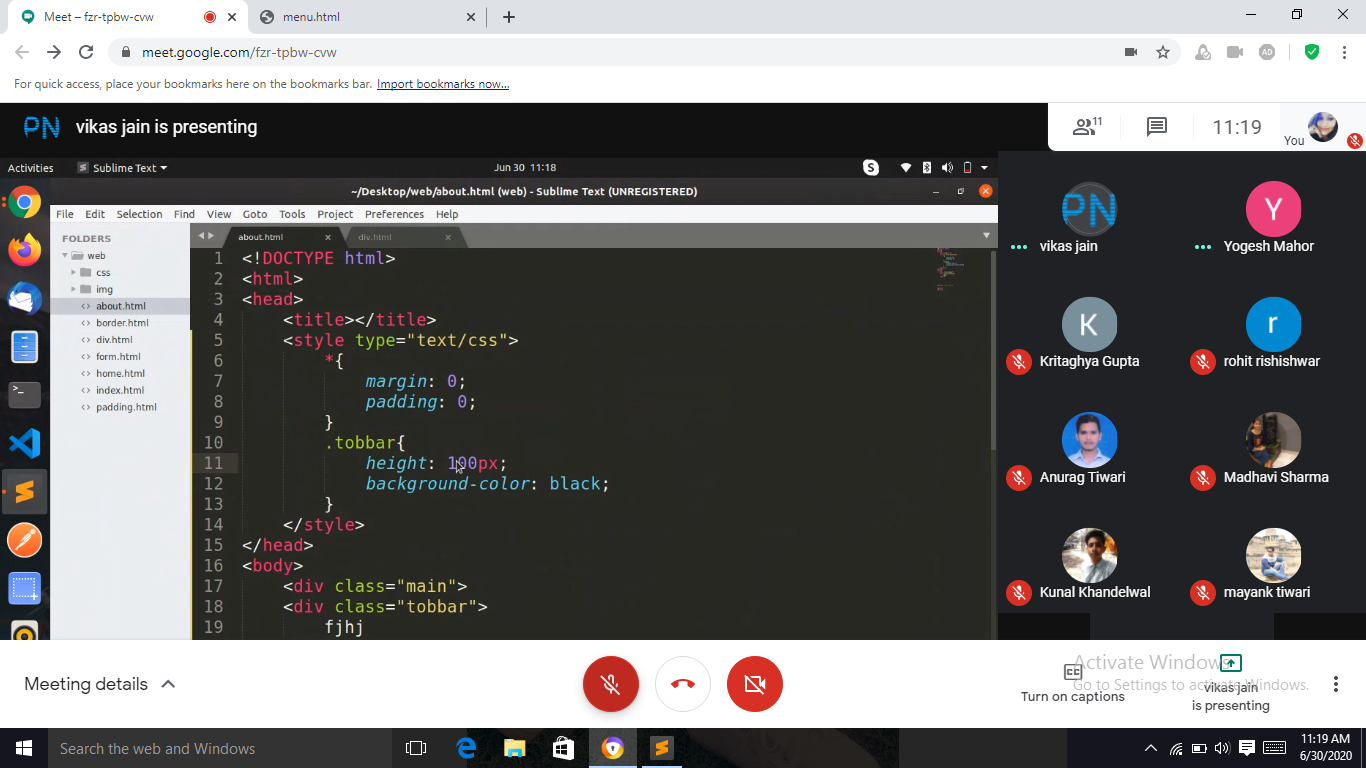 Meet – fzr-tpbw-cvw
menu.html
meet.google.com/fzr-tpbw-cvw
AD
For quick access, place your bookmarks here on the bookmarks bar. Import bookmarks now...
PN vikas jain is presenting
11
11:19
You
Activities
Sublime Text
Jun 30 11:18
S
~/Desktop/web/about.html (web) - Sublime Text (UNREGISTERED)
File Edit Selection Find View Goto Tools Project Preferences Help
FOLDERS
web
css
img
about.html
border.html
div.html
form.html
home.html
index.html
padding.html
about.html
div.html
1 <!DOCTYPE html>
2 <html>
3 <head>
4 <title></title>
5 <style type="text/css">
6 *{
7 margin: 0;
8 padding: 0;
9 }
10 .tobbar{
11 height: 100px;
12 background-color: black;
13 }
14 </style>
15 </head>
16 <body>
17 <div class="main">
18 <div class="tobbar">
19 fjhj
PN
vikas jain
Y
Yogesh Mahor
K
Kritaghya Gupta
r
rohit rishishwar
Anurag Tiwari
Madhavi Sharma
Kunal Khandelwal
mayank tiwari
Meeting details
CC
Turn on captions
vikas jain
is presenting
Activate Windows
Go to Settings to activate Windows.
Search the web and Windows
11:19 AM
6/30/2020